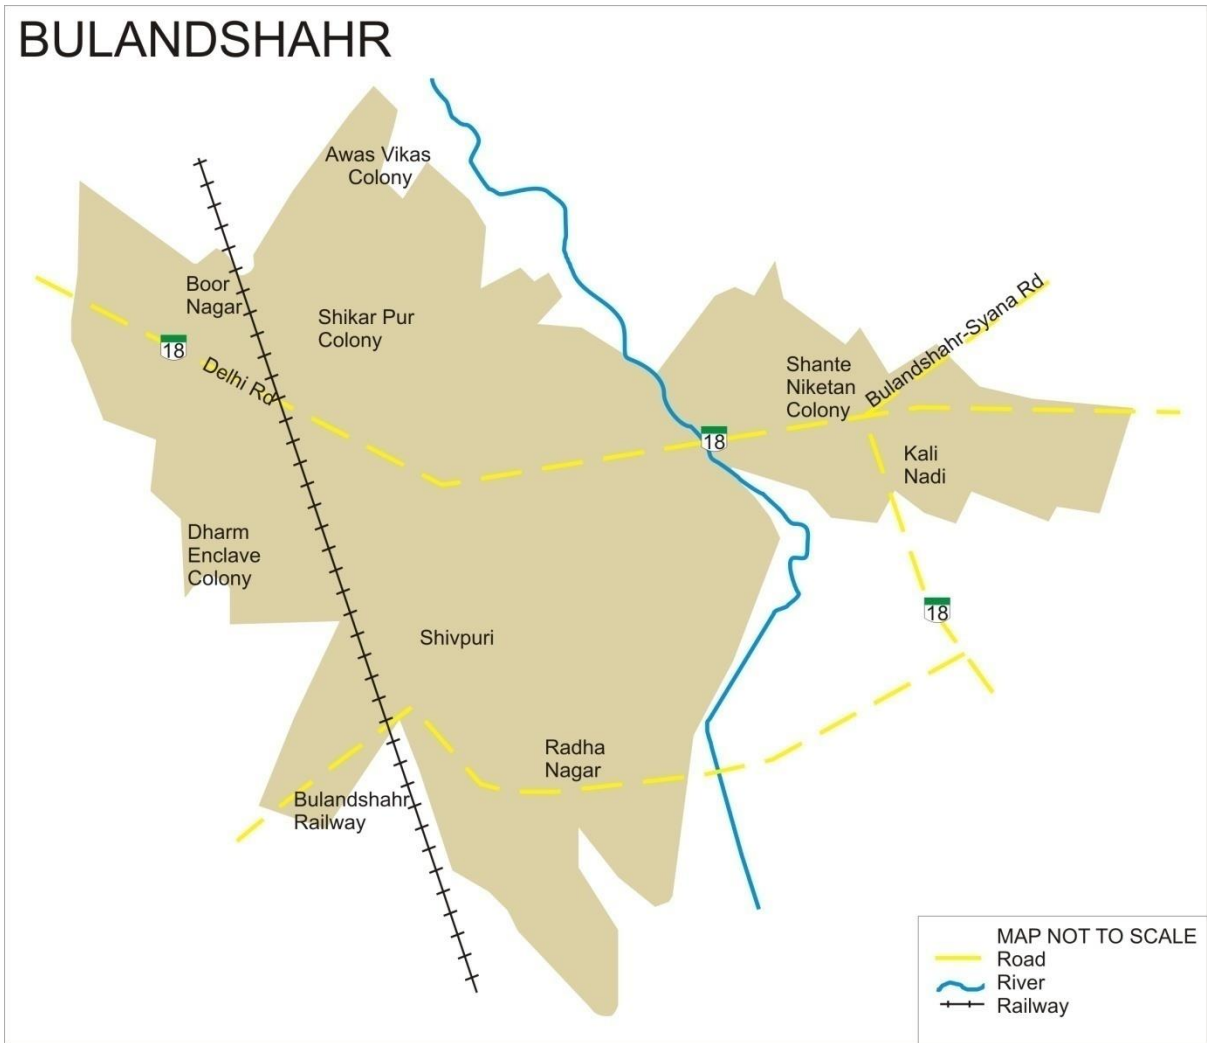 BULANDSHAHR
Awas Vikas
Colony
Boor
Nagar
Shikar Pur
Colony
18
Delhi Rd
Bulandshahr-Syana Rd
Shante
Niketan
Colony
18
Kali
Nadi
Dharm
Enclave
Colony
18
Shivpuri
Radha
Nagar
Bulandshahr
Railway
MAP NOT TO SCALE
Road
River
Railway